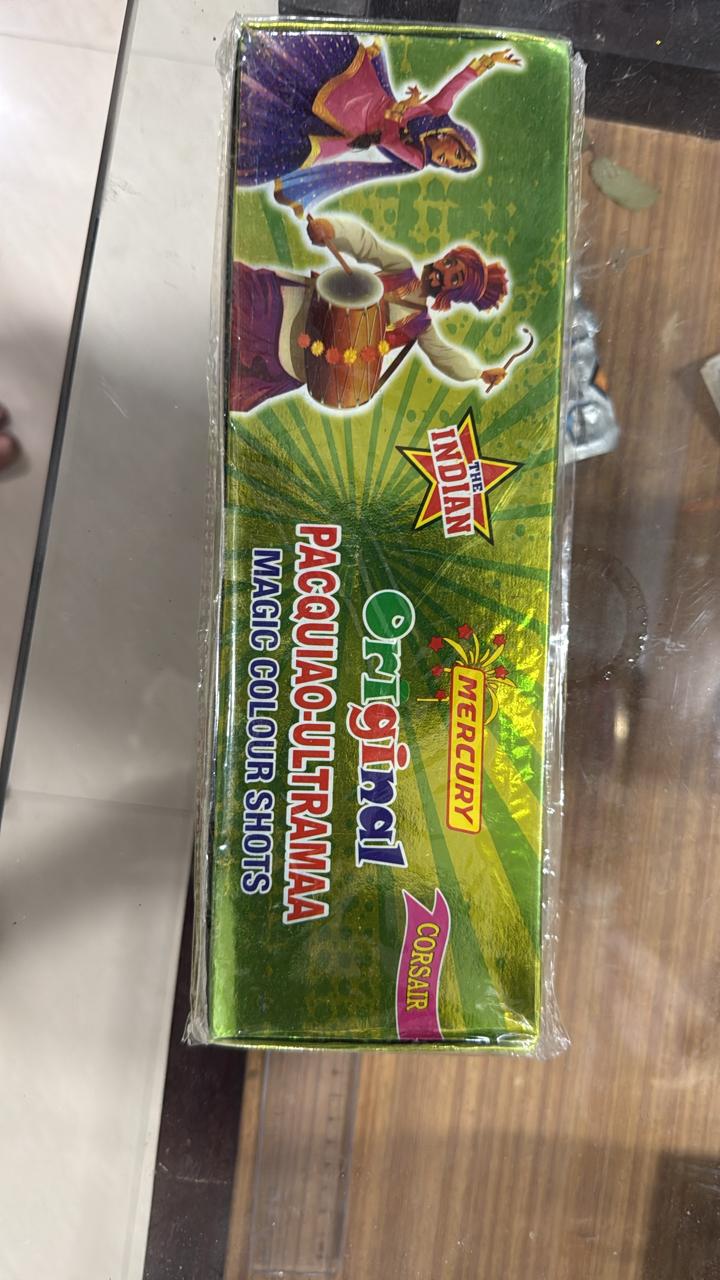 THE
INDIAN
MERCURY
Original
PACQUIAO-ULTRAMAA
MAGIC COLOUR SHOTS
CORSAIR